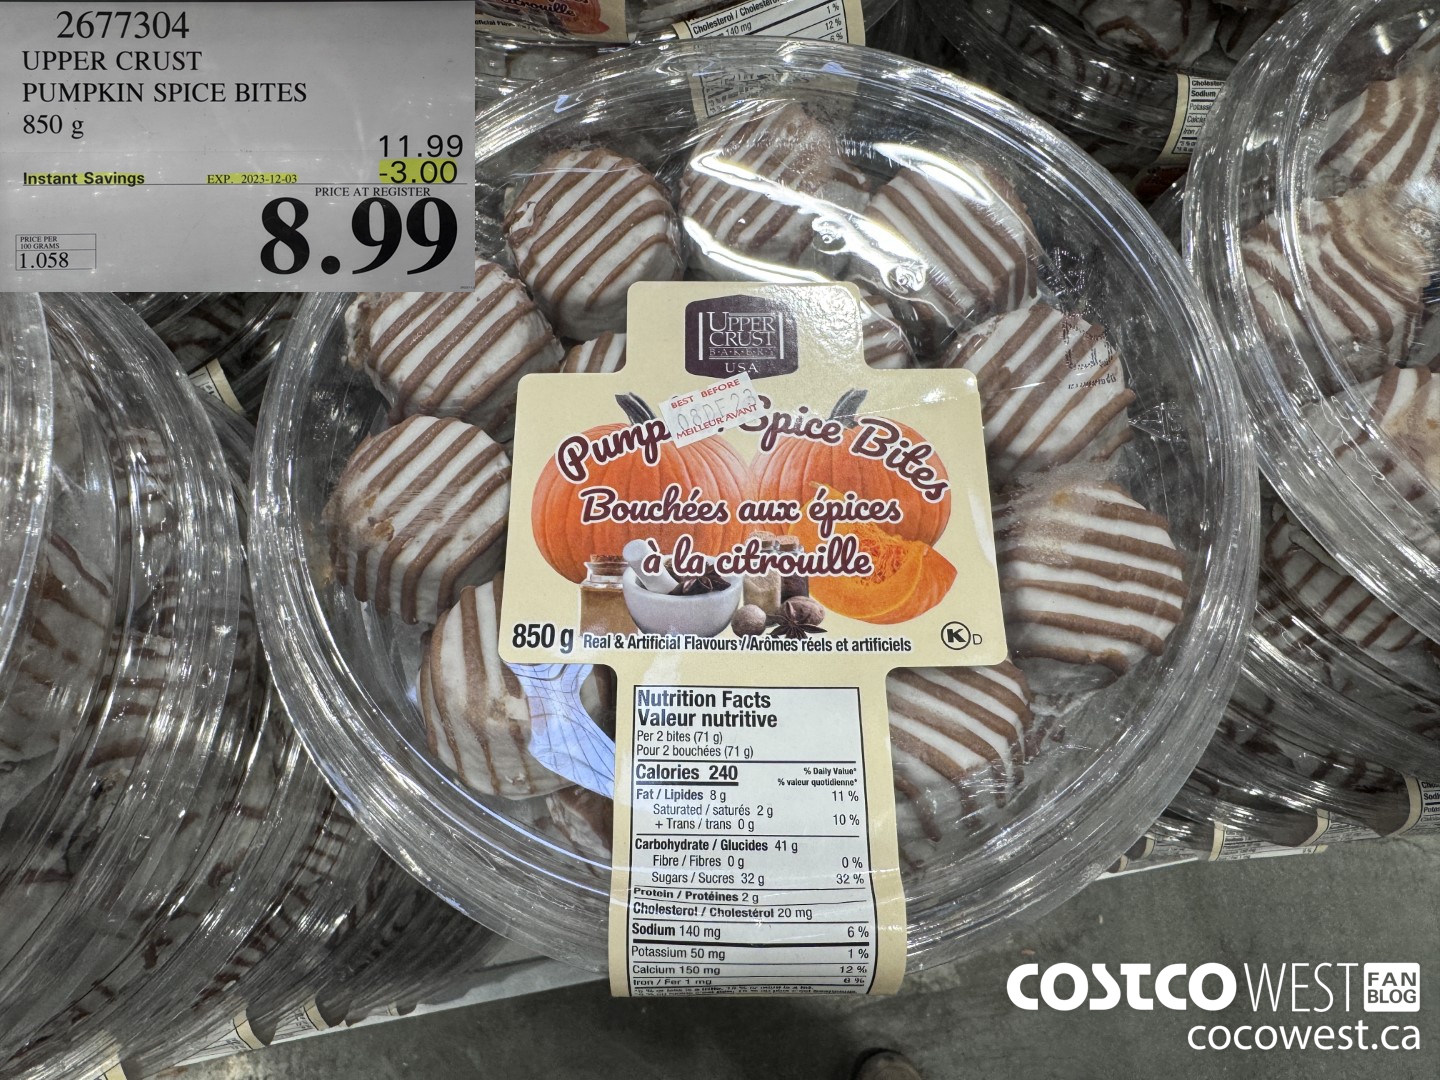 2677304
UPPER CRUST
PUMPKIN SPICE BITES
850 g
11.99
Instant Savings EXP. 2023-12-03 -3.00
PRICE AT REGISTER
8.99
PRICE PER
100 GRAMS
1.058
UPPER
CRUST
BAKERY
USA
BEST BEFORE
MEILLEUR AVANT
Spice Bites
Bouchées aux épices
à la citrouille
850 g Real & Artificial Flavours / Arômes réels et artificiels K D
Nutrition Facts
Valeur nutritive
Per 2 bites (71 g)
Pour 2 bouchées (71 g)
Calories 240 % Daily Value*
% valeur quotidienne*
Fat / Lipides 8 g 11 %
Saturated / saturés 2 g
+ Trans / trans 0 g 10 %
Carbohydrate / Glucides 41 g
Fibre / Fibres 0 g 0 %
Sugars / Sucres 32 g 32 %
Protein / Protéines 2 g
Cholesterol / Cholestérol 20 mg
Sodium 140 mg 6 %
Potassium 50 mg 1 %
Calcium 150 mg 12 %
Iron / Fer 1 mg 6 %
COSTCO WEST FAN
BLOG
cocowest.ca